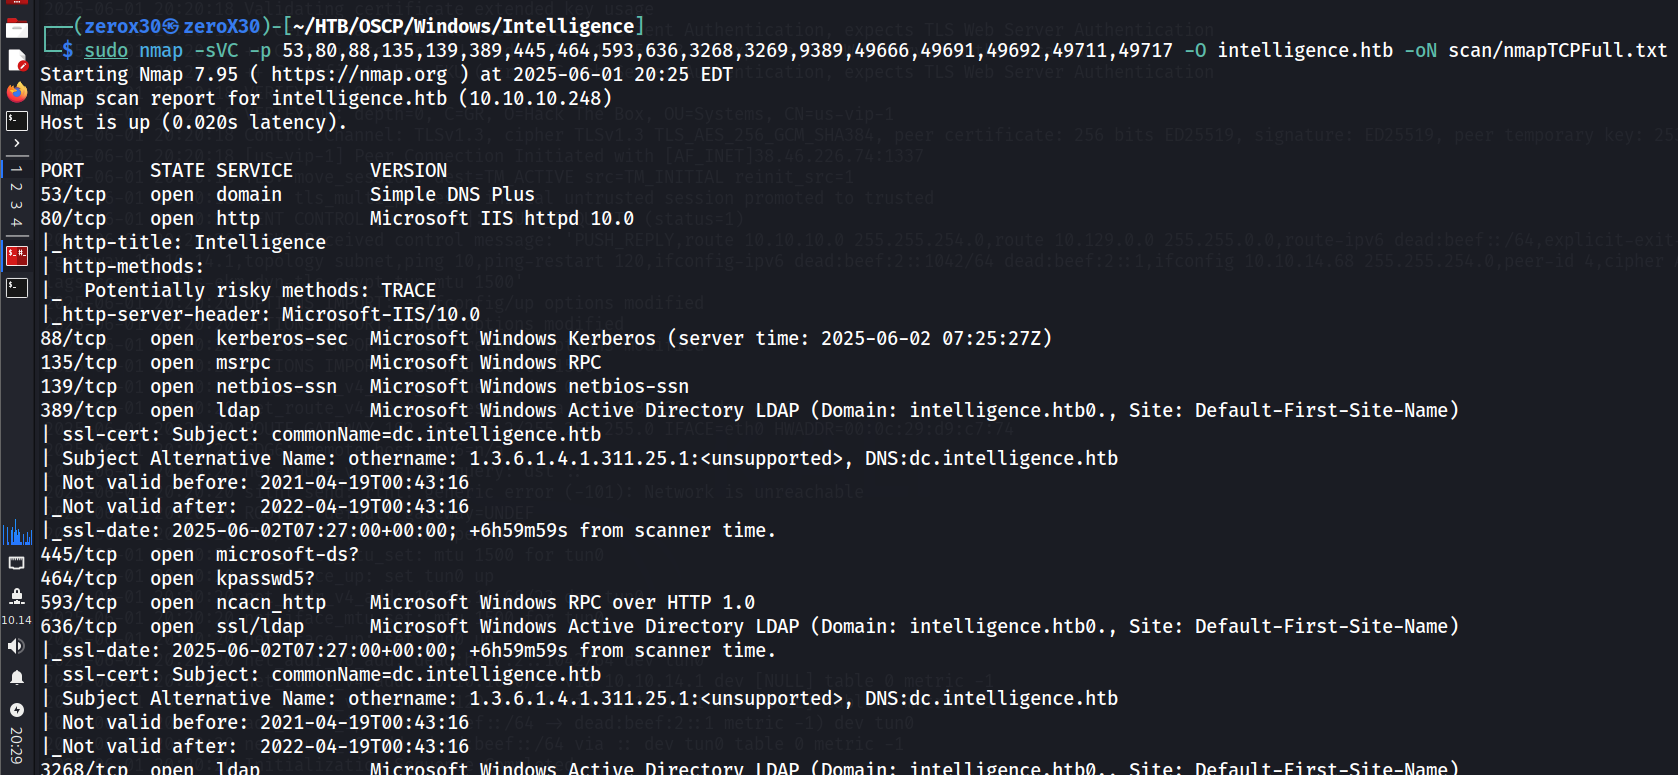 ┌──(zerox30㉿zeroX30)-[~/HTB/OSCP/Windows/Intelligence]
└─$ sudo nmap -sVC -p 53,80,88,135,139,389,445,464,593,636,3268,3269,9389,49666,49691,49692,49711,49717 -O intelligence.htb -oN scan/nmapTCPFull.txt
Starting Nmap 7.95 ( https://nmap.org ) at 2025-06-01 20:25 EDT
Nmap scan report for intelligence.htb (10.10.10.248)
Host is up (0.020s latency).
PORT      STATE SERVICE       VERSION
53/tcp    open  domain        Simple DNS Plus
80/tcp    open  http          Microsoft IIS httpd 10.0
|_http-title: Intelligence
| http-methods:
|_  Potentially risky methods: TRACE
|_http-server-header: Microsoft-IIS/10.0
88/tcp    open  kerberos-sec  Microsoft Windows Kerberos (server time: 2025-06-02 07:25:27Z)
135/tcp   open  msrpc         Microsoft Windows RPC
139/tcp   open  netbios-ssn   Microsoft Windows netbios-ssn
389/tcp   open  ldap          Microsoft Windows Active Directory LDAP (Domain: intelligence.htb0., Site: Default-First-Site-Name)
| ssl-cert: Subject: commonName=dc.intelligence.htb
| Subject Alternative Name: othername: 1.3.6.1.4.1.311.25.1:<unsupported>, DNS:dc.intelligence.htb
| Not valid before: 2021-04-19T00:43:16
|_Not valid after:  2022-04-19T00:43:16
|_ssl-date: 2025-06-02T07:27:00+00:00; +6h59m59s from scanner time.
445/tcp   open  microsoft-ds?
464/tcp   open  kpasswd5?
593/tcp   open  ncacn_http    Microsoft Windows RPC over HTTP 1.0
636/tcp   open  ssl/ldap      Microsoft Windows Active Directory LDAP (Domain: intelligence.htb0., Site: Default-First-Site-Name)
|_ssl-date: 2025-06-02T07:27:00+00:00; +6h59m59s from scanner time.
| ssl-cert: Subject: commonName=dc.intelligence.htb
| Subject Alternative Name: othername: 1.3.6.1.4.1.311.25.1:<unsupported>, DNS:dc.intelligence.htb
| Not valid before: 2021-04-19T00:43:16
|_Not valid after:  2022-04-19T00:43:16
3268/tcp  open  ldap          Microsoft Windows Active Directory LDAP (Domain: intelligence.htb0., Site: Default-First-Site-Name)
1
2
3
4
10.14
20:29